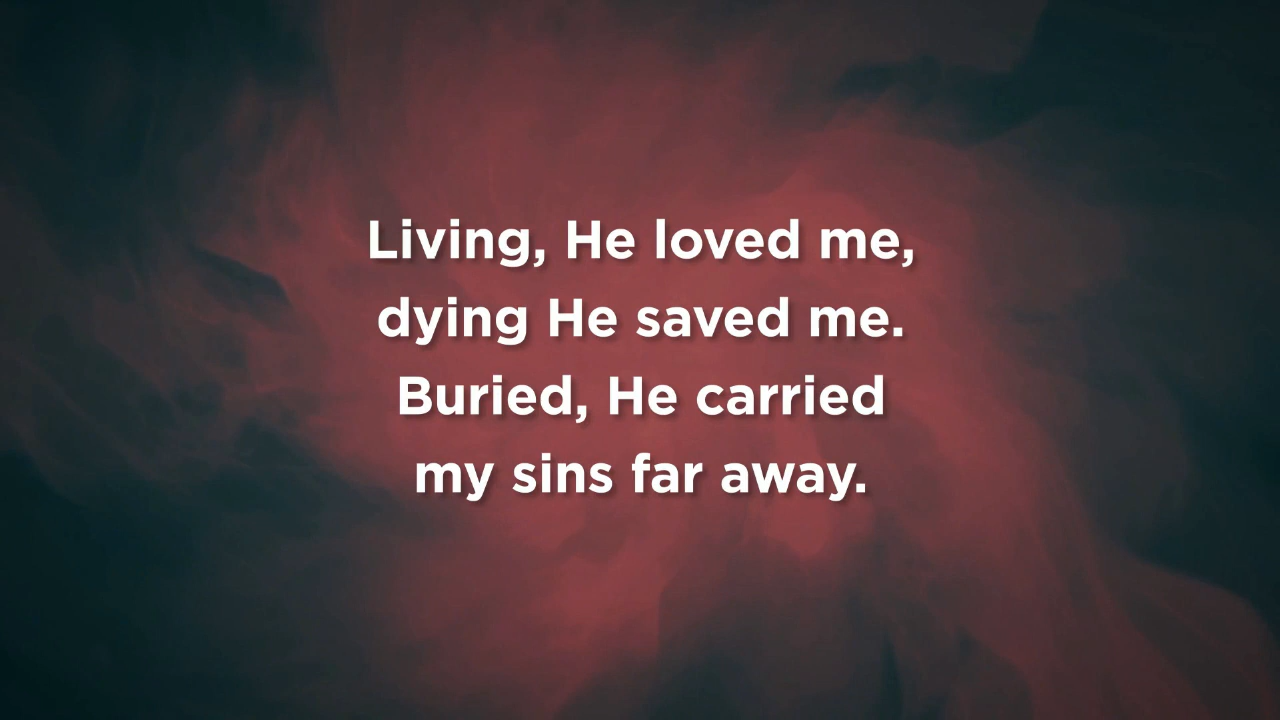 Living, He loved me,
dying He saved me.
Buried, He carried
my sins far away.